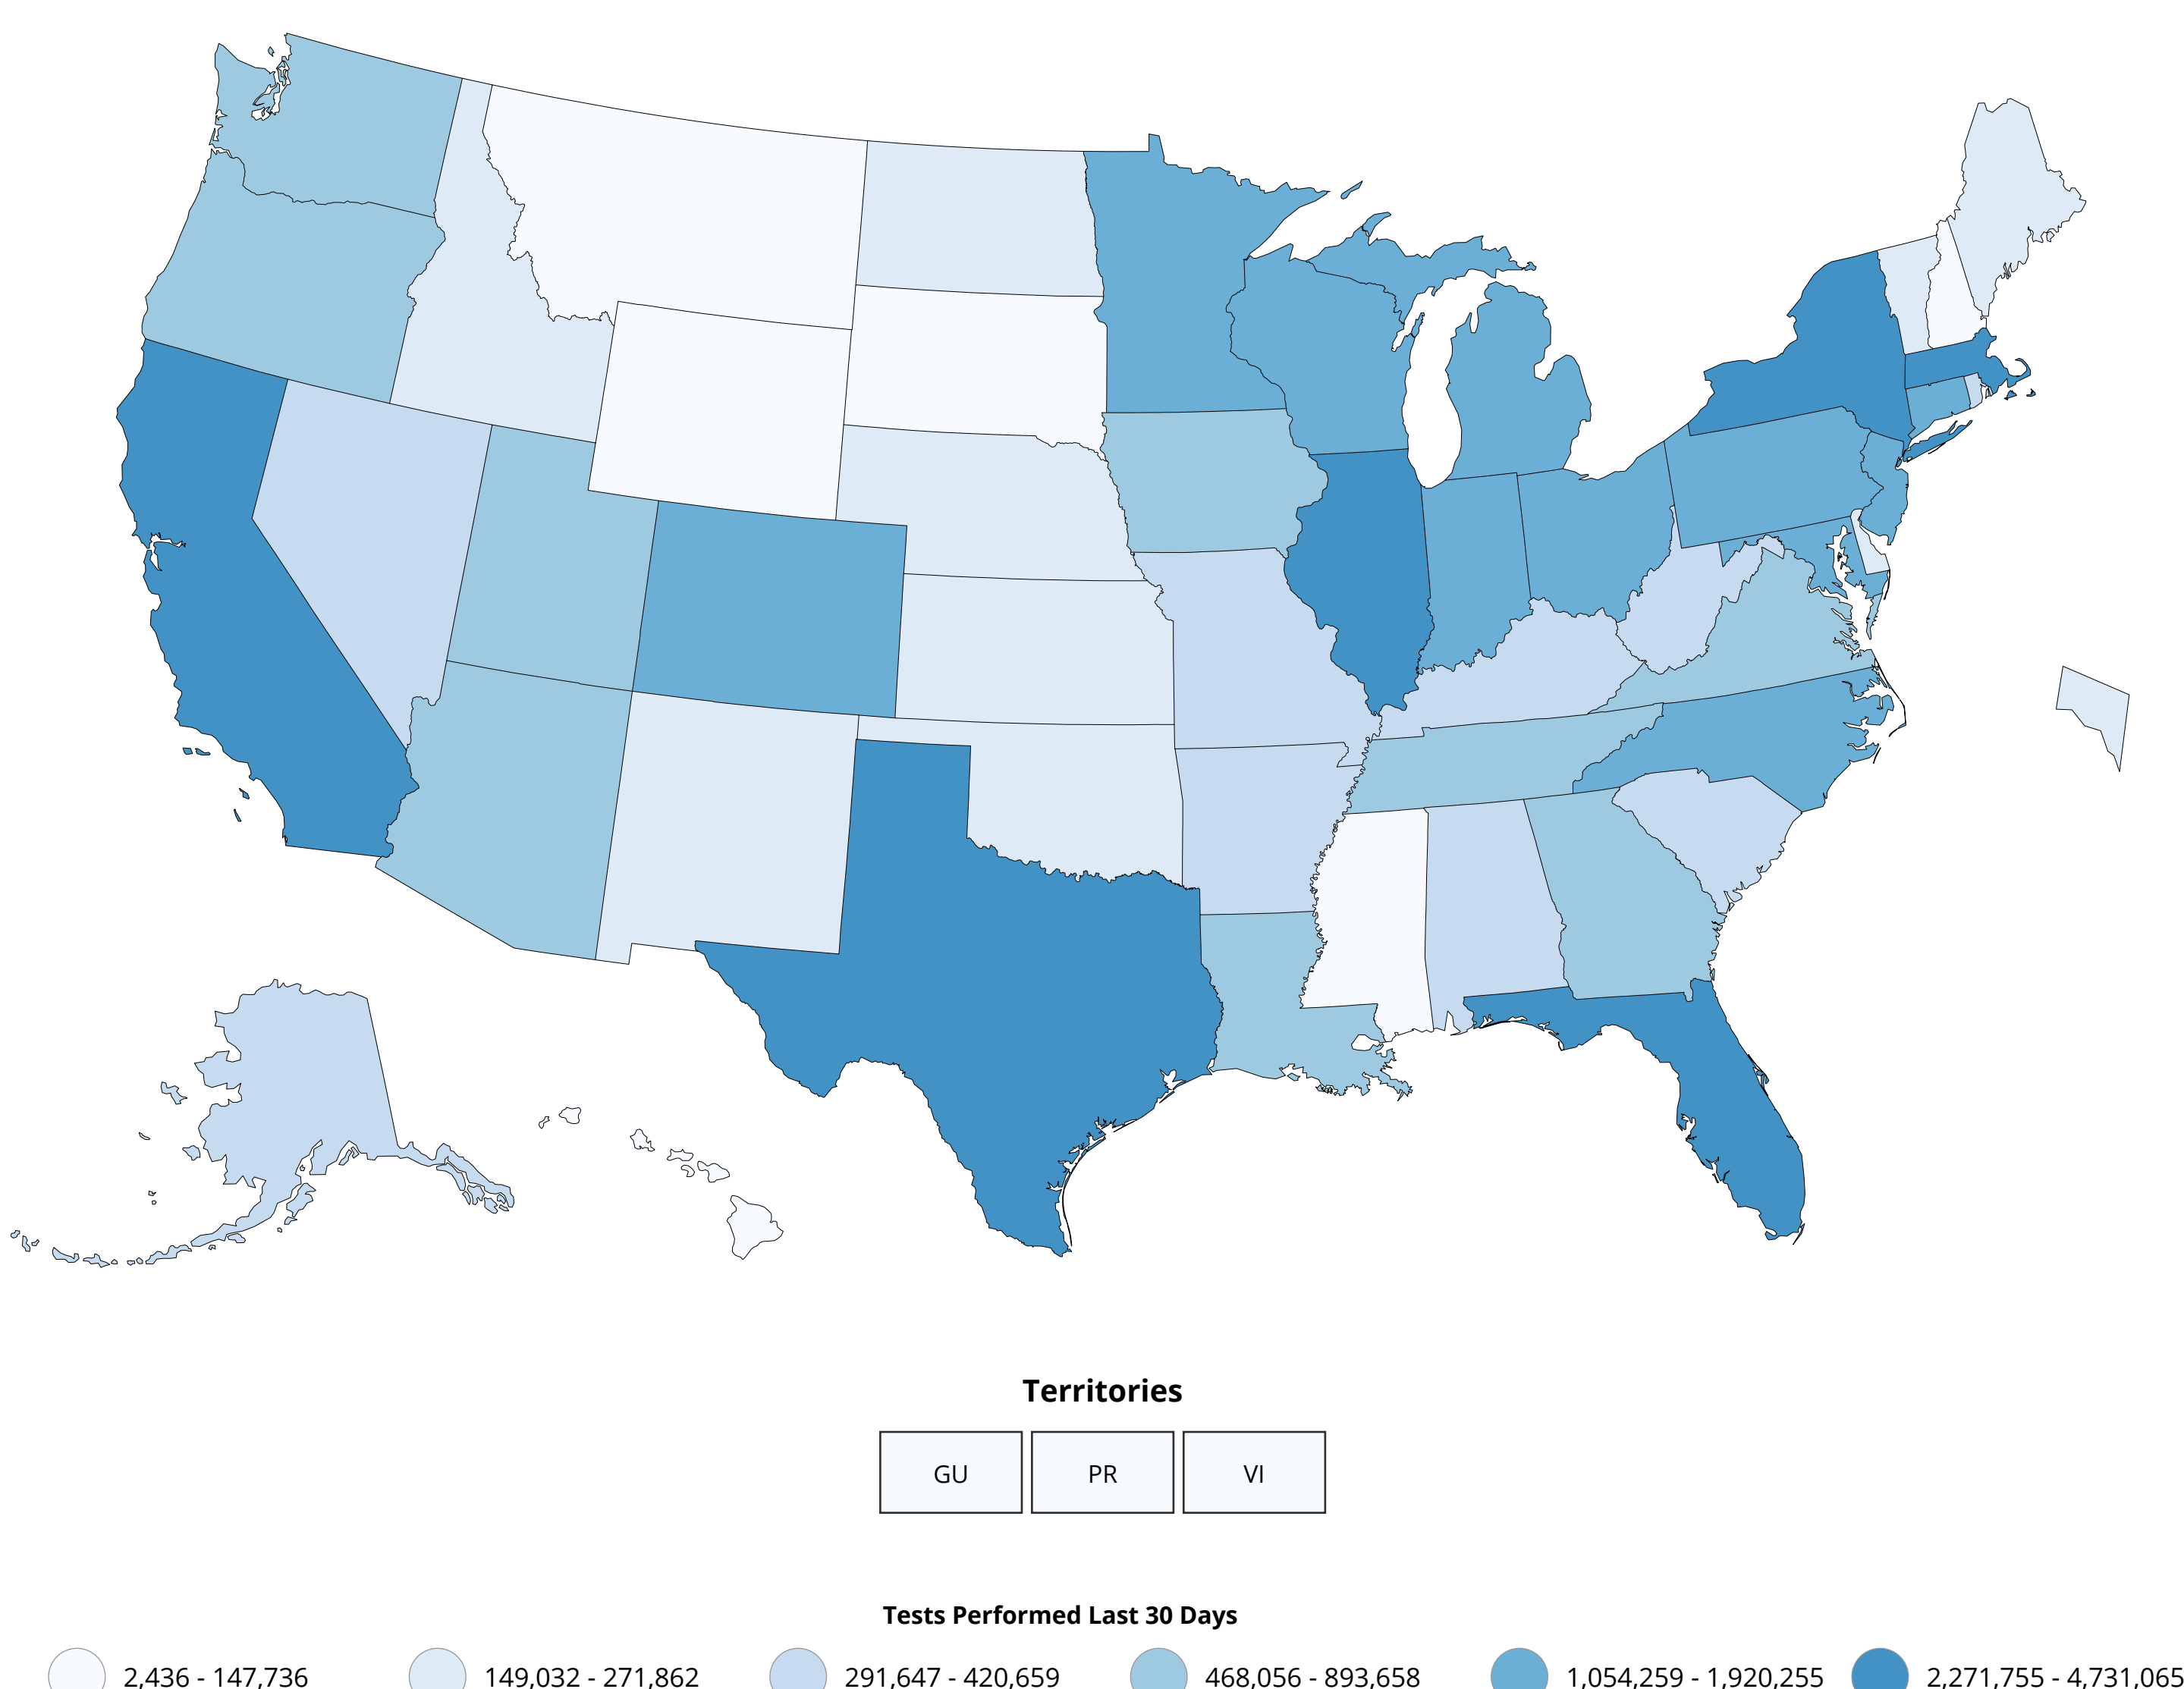 Territories
GU PR VI
Tests Performed Last 30 Days
2,436 - 147,736 149,032 - 271,862 291,647 - 420,659 468,056 - 893,658 1,054,259 - 1,920,255 2,271,755 - 4,731,065